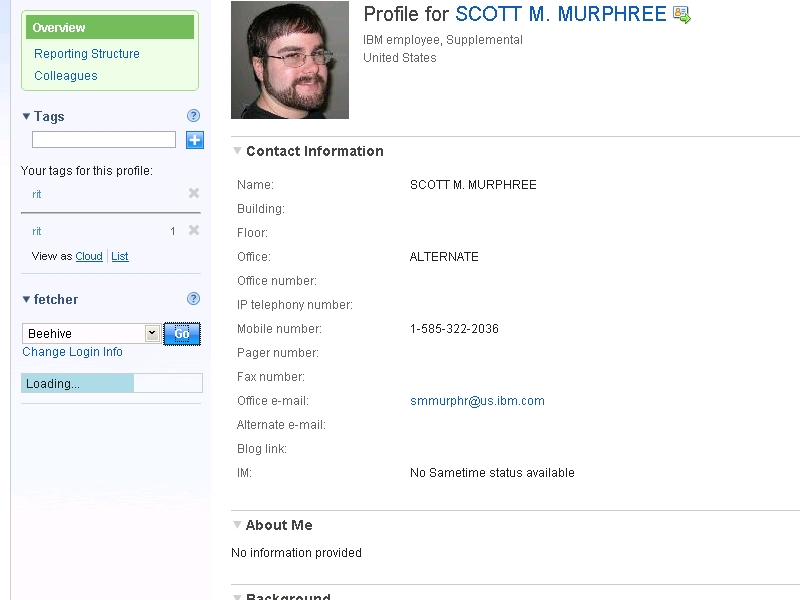 Overview
Reporting Structure
Colleagues
Tags
?
+
Your tags for this profile:
rit
rit 1
View as Cloud | List
fetcher
?
Beehive Go
Change Login Info
Loading...
Profile for SCOTT M. MURPHREE
IBM employee, Supplemental
United States
Contact Information
Name: SCOTT M. MURPHREE
Building:
Floor:
Office: ALTERNATE
Office number:
IP telephony number:
Mobile number: 1-585-322-2036
Pager number:
Fax number:
Office e-mail: smmurphr@us.ibm.com
Alternate e-mail:
Blog link:
IM: No Sametime status available
About Me
No information provided
Background